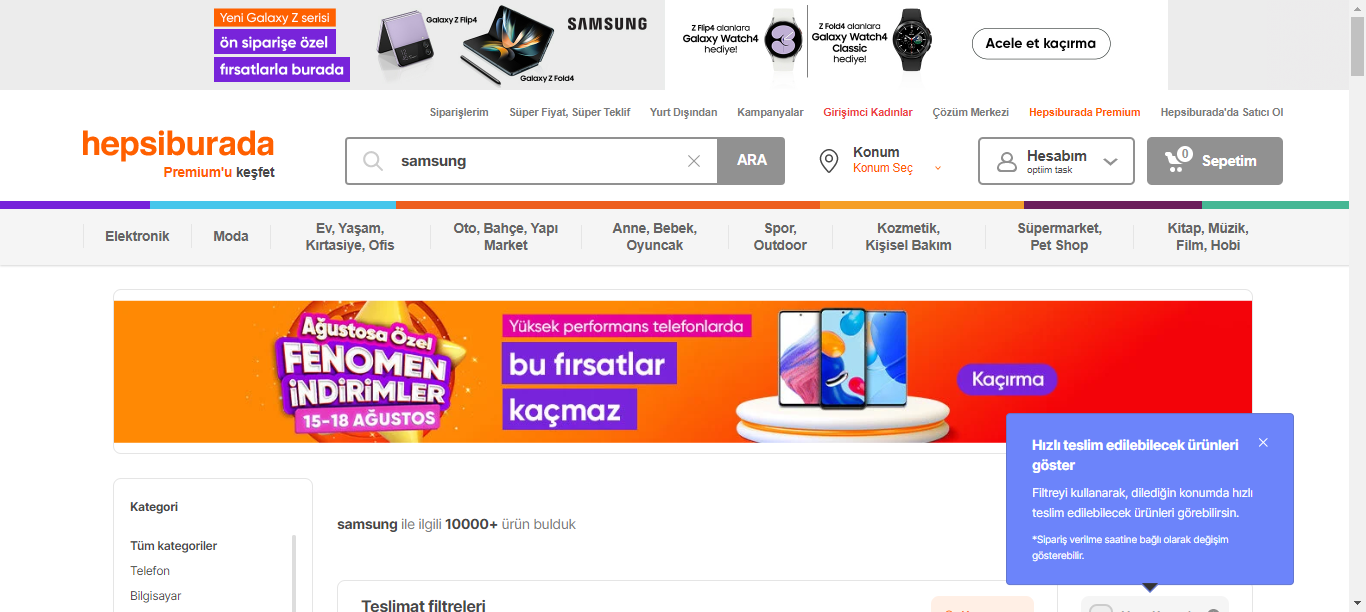 Yeni Galaxy Z serisi
ön siparişe özel
fırsatlarla burada
Galaxy Z Flip4
Galaxy Z Fold4
SAMSUNG
Z Flip4 alanlara
Galaxy Watch4
hediye!
Z Fold4 alanlara
Galaxy Watch4
Classic
hediye!
Acele et kaçırma
Siparişlerim
Süper Fiyat, Süper Teklif
Yurt Dışından
Kampanyalar
Girişimci Kadınlar
Çözüm Merkezi
Hepsiburada Premium
Hepsiburada'da Satıcı Ol
hepsiburada
Premium'u keşfet
samsung
ARA
Konum
Konum Seç
Hesabım
optiim task
0
Sepetim
Elektronik
Moda
Ev, Yaşam,
Kırtasiye, Ofis
Oto, Bahçe, Yapı
Market
Anne, Bebek,
Oyuncak
Spor,
Outdoor
Kozmetik,
Kişisel Bakım
Süpermarket,
Pet Shop
Kitap, Müzik,
Film, Hobi
Ağustosa Özel
FENOMEN
İNDİRİMLER
15-18 AĞUSTOS
Yüksek performans telefonlarda
bu fırsatlar
kaçmaz
Kaçırma
Hızlı teslim edilebilecek ürünleri
göster
Filtreyi kullanarak, dilediğin konumda hızlı
teslim edilebilecek ürünleri görebilirsin.
*Sipariş verilme saatine bağlı olarak değişim
gösterebilir.
Kategori
Tüm kategoriler
Telefon
Bilgisayar
samsung ile ilgili 10000+ ürün bulduk
Teslimat filtreleri